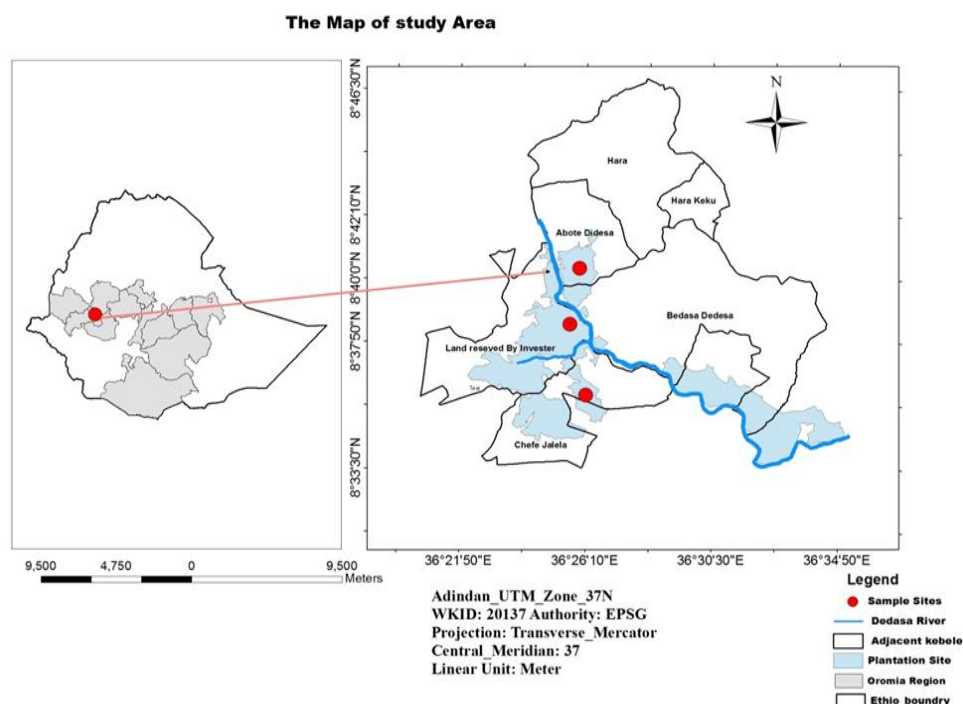 The Map of study Area
8°46'30"N
8°42'10"N
8°40'0"N
8°37'50"N
8°33'30"N
N
Hara
Hara Keku
Abote Didesa
Bedasa Dedesa
Land reseved By Invester
Chefe Jalela
36°21'50"E 36°26'10"E 36°30'30"E 36°34'50"E
9,500 4,750 0 9,500
Meters
Adindan_UTM_Zone_37N
WKID: 20137 Authority: EPSG
Projection: Transverse_Mercator
Central_Meridian: 37
Linear Unit: Meter
Legend
Sample Sites
Dedasa River
Adjacent kebele
Plantation Site
Oromia Region
Ethio boundry